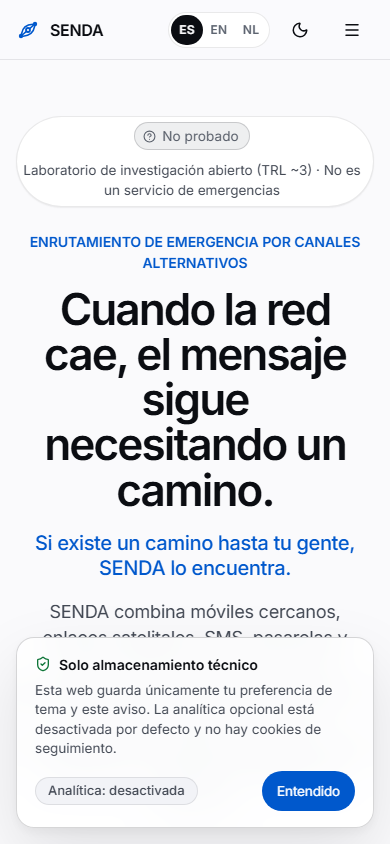 SENDA
ES EN NL
No probado
Laboratorio de investigación abierto (TRL ~3) · No es
un servicio de emergencias
ENRUTAMIENTO DE EMERGENCIA POR CANALES
ALTERNATIVOS
Cuando la red
cae, el mensaje
sigue
necesitando un
camino.
Si existe un camino hasta tu gente,
SENDA lo encuentra.
SENDA combina móviles cercanos,
enlaces satelitales, SMS, pasarelas y
Solo almacenamiento técnico
Esta web guarda únicamente tu preferencia de
tema y este aviso. La analítica opcional está
desactivada por defecto y no hay cookies de
seguimiento.
Analítica: desactivada
Entendido